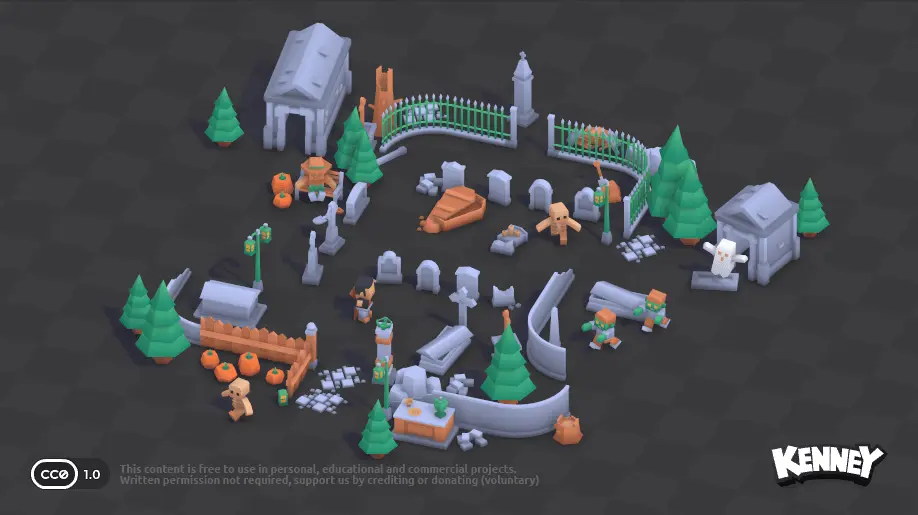 CC0 1.0
This content is free to use in personal, educational and commercial projects.
Written permission not required, support us by crediting or donating (voluntary)
KENNEY